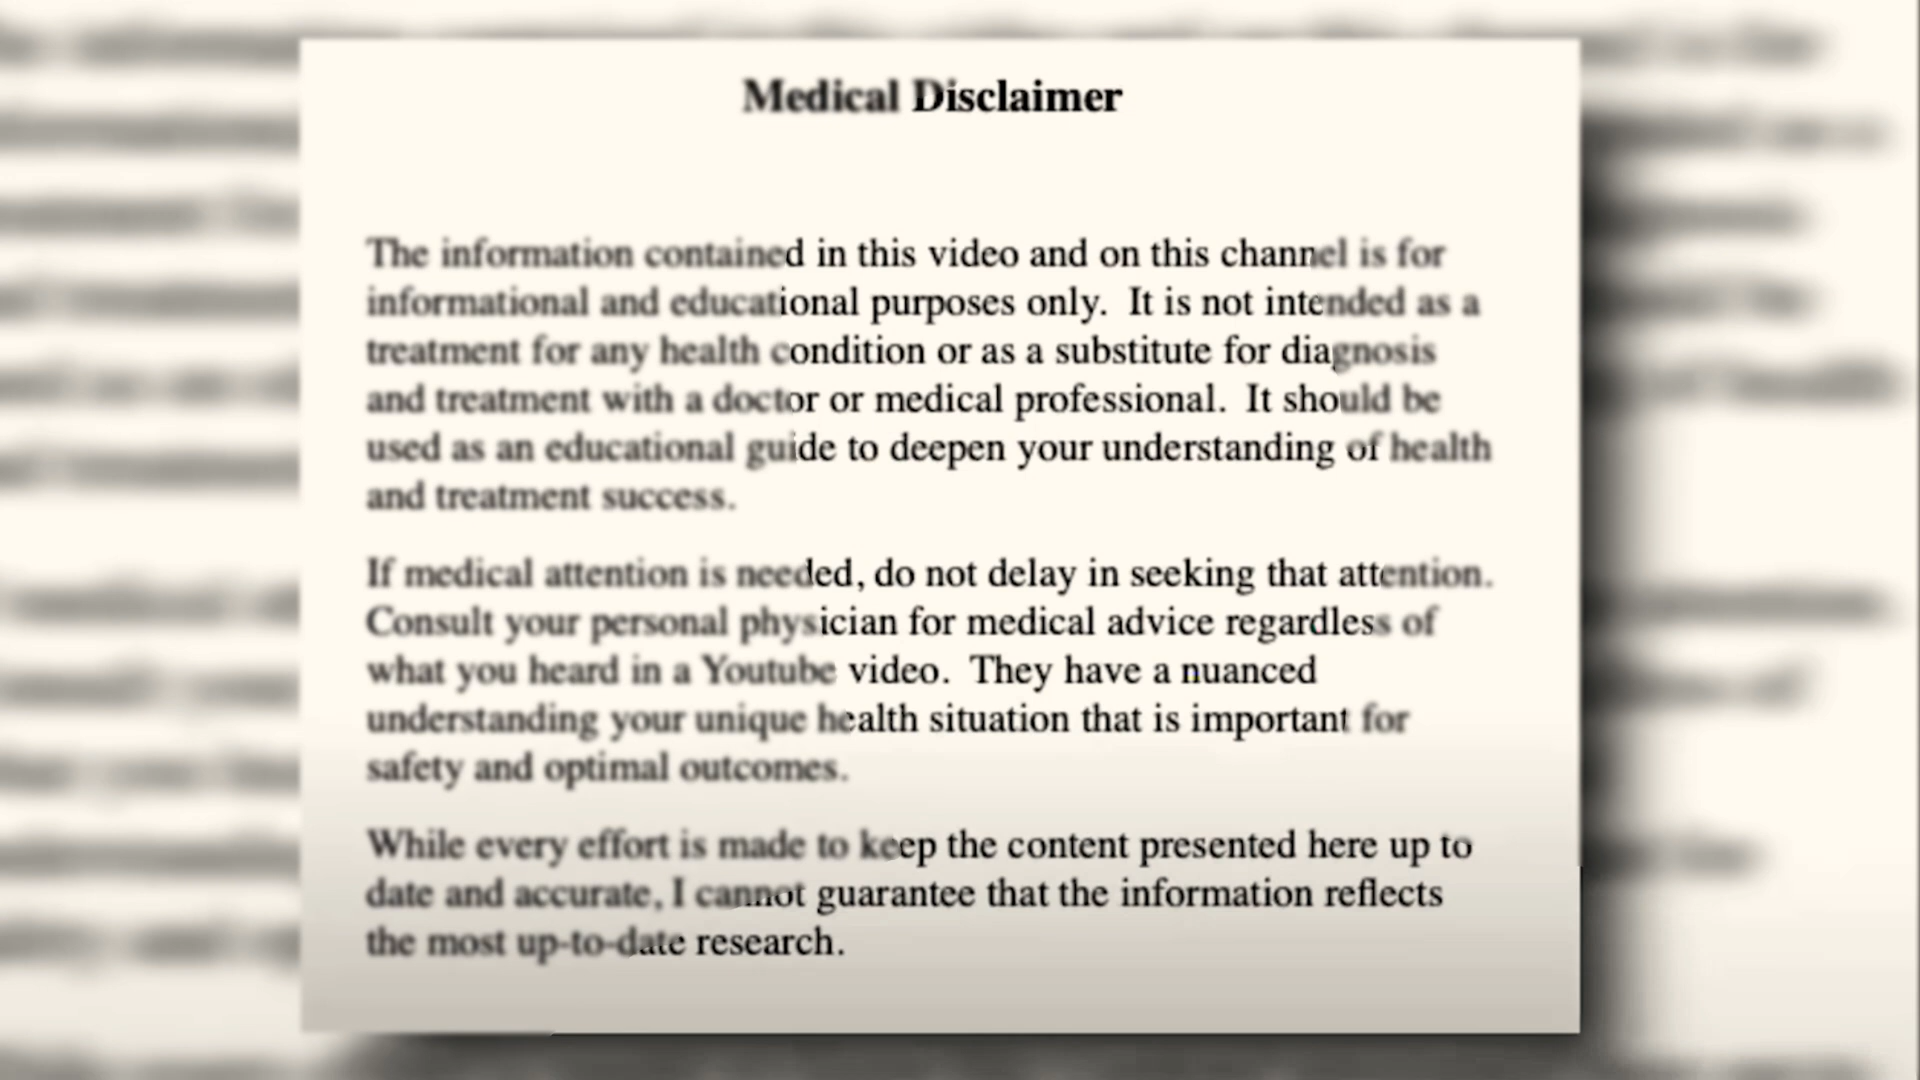 Medical Disclaimer
The information contained in this video and on this channel is for
informational and educational purposes only. It is not intended as a
treatment for any health condition or as a substitute for diagnosis
and treatment with a doctor or medical professional. It should be
used as an educational guide to deepen your understanding of health
and treatment success.
If medical attention is needed, do not delay in seeking that attention.
Consult your personal physician for medical advice regardless of
what you heard in a Youtube video. They have a nuanced
understanding your unique health situation that is important for
safety and optimal outcomes.
While every effort is made to keep the content presented here up to
date and accurate, I cannot guarantee that the information reflects
the most up-to-date research.